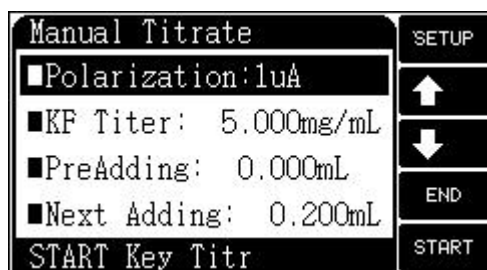 Manual Titrate
SETUP
■Polarization:1uA
■KF Titer: 5.000mg/mL
■PreAdding: 0.000mL
■Next Adding: 0.200mL
END
START Key Titr
START